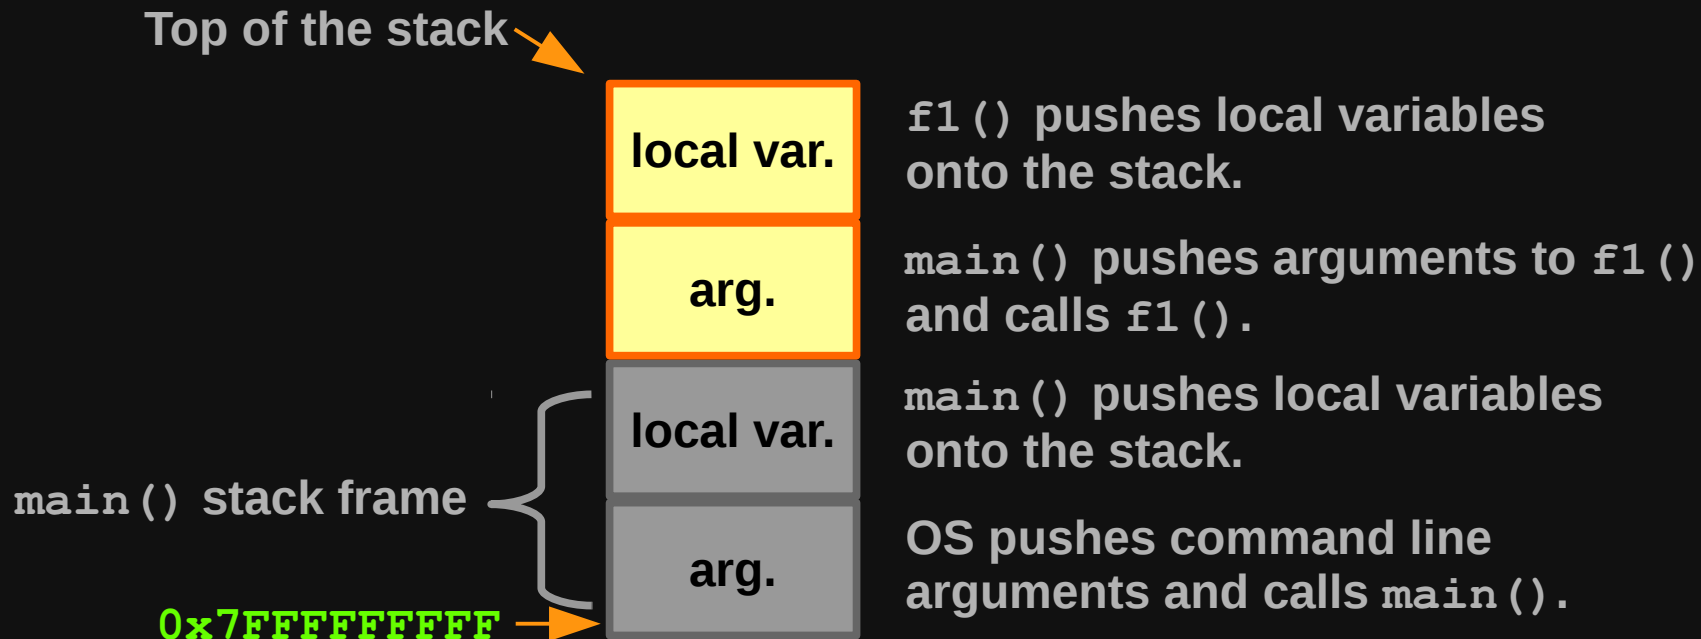 Top of the stack
local var.
f1() pushes local variables
onto the stack.
arg.
main() pushes arguments to f1()
and calls f1().
local var.
main() pushes local variables
onto the stack.
main() stack frame
arg.
OS pushes command line
arguments and calls main().
0x7FFFFFFFFF